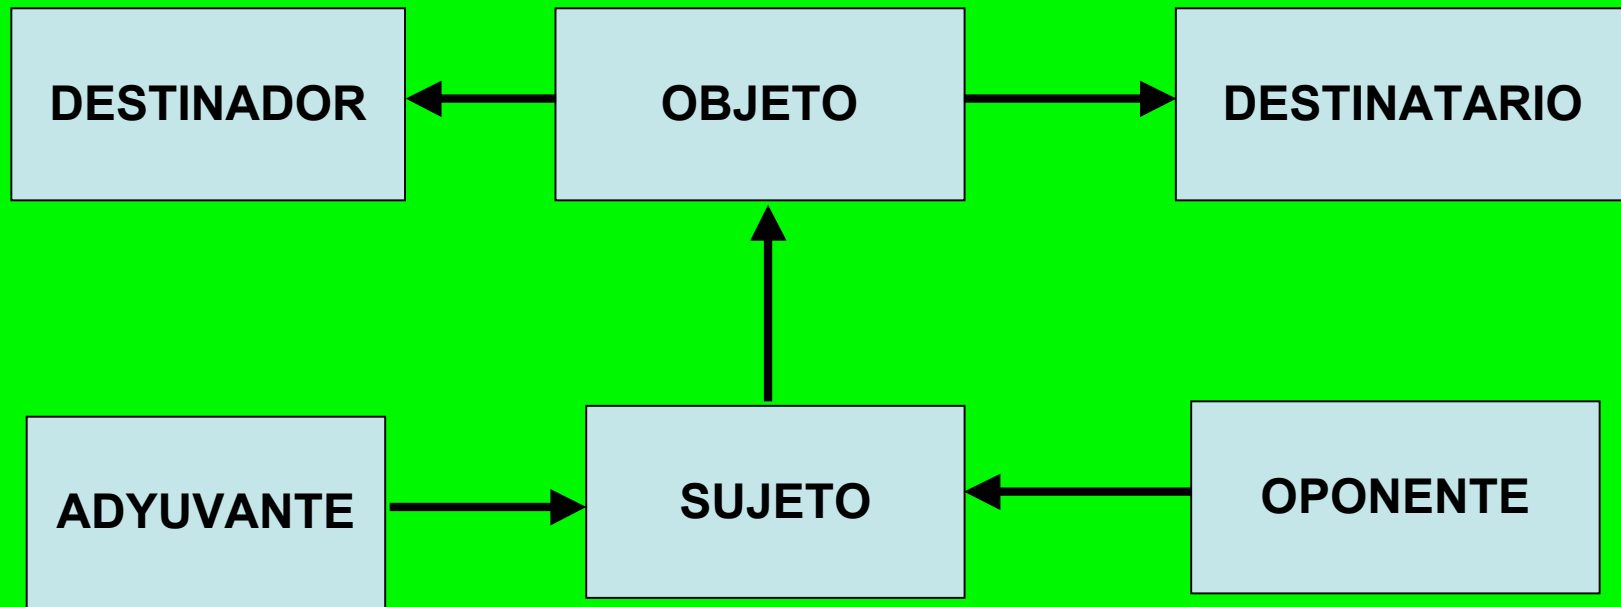 DESTINADOR
OBJETO
DESTINATARIO
ADYUVANTE
SUJETO
OPONENTE